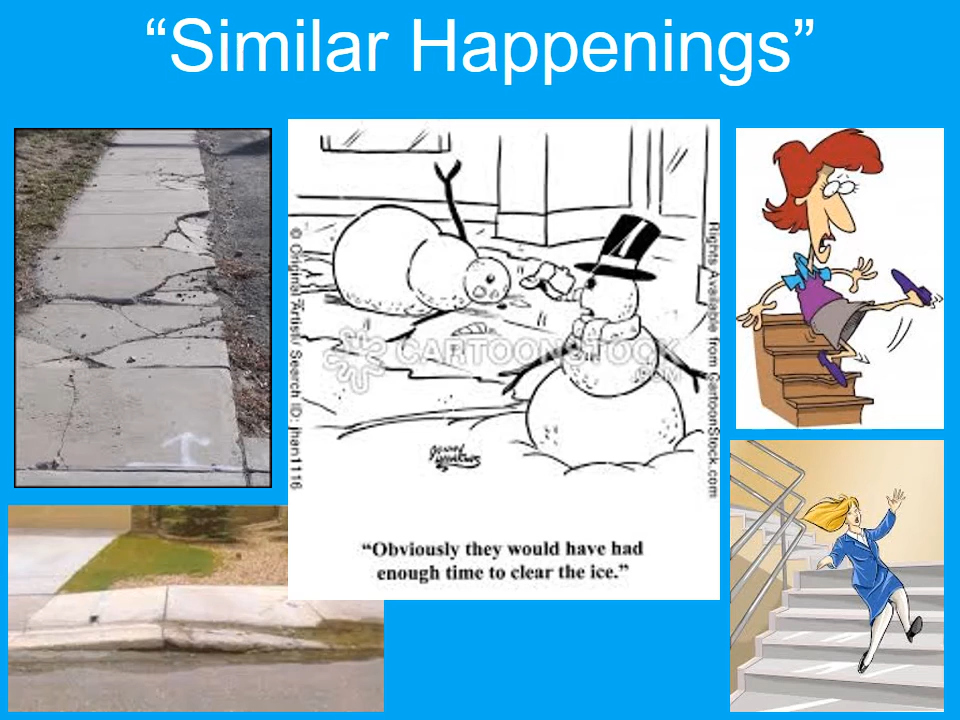 “Similar Happenings”
© Original Artist/ Search ID: jhan1116
CARTOONSTOCK
.COM
Rights Available from CartoonStock.com
“Obviously they would have had
enough time to clear the ice.”